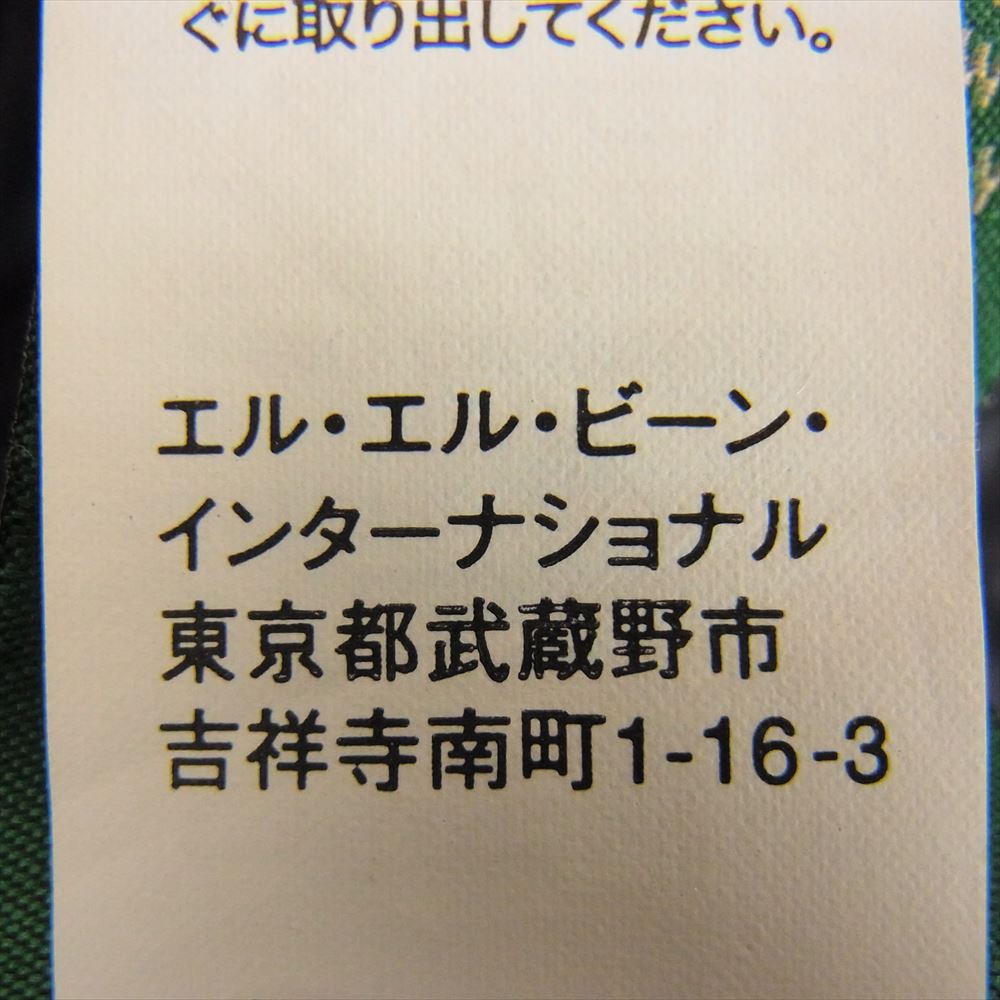 ぐに取り出してください。
エル・エル・ビーン・
インターナショナル
東京都武蔵野市
吉祥寺南町1-16-3